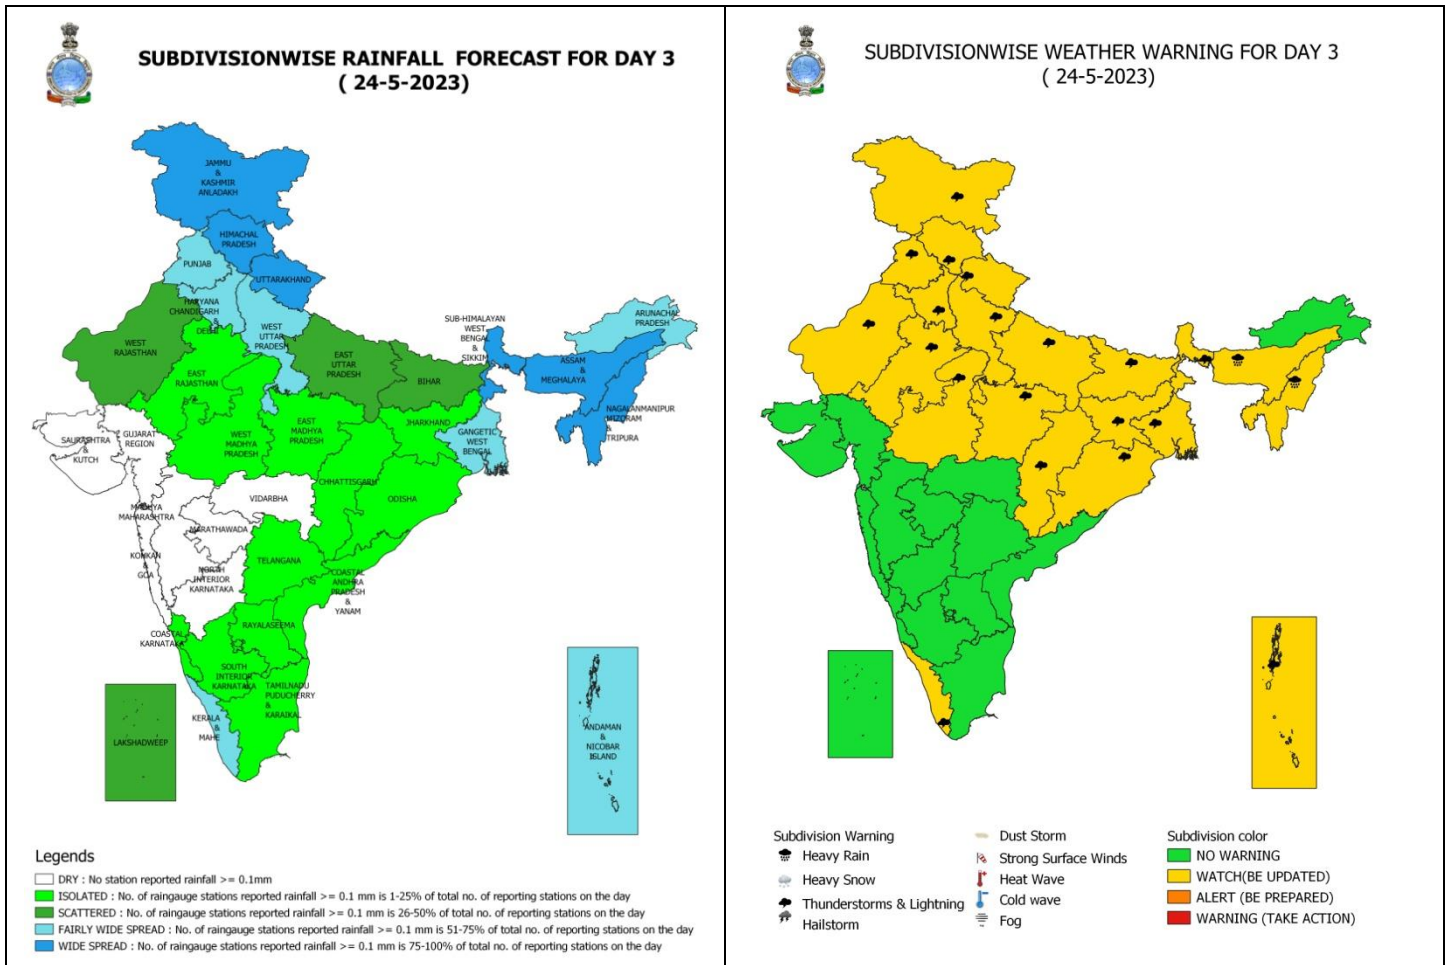 SUBDIVISIONWISE RAINFALL FORECAST FOR DAY 3
( 24-5-2023)
JAMMU
&
KASHMIR
ANLADAKH
HIMACHAL
PRADESH
PUNJAB
UTTARAKHAND
HARYANA
CHANDIGARH
&
DELHI
WEST
UTTAR
PRADESH
WEST
RAJASTHAN
EAST
RAJASTHAN
EAST
UTTAR
PRADESH
BIHAR
SUB-HIMALAYAN
WEST
BENGAL
&
SIKKIM
ARUNACHAL
PRADESH
ASSAM
&
MEGHALAYA
NAGALANMANIPUR
MIZORAM
&
TRIPURA
SAURASHTRA
&
KUTCH
GUJARAT
REGION
WEST
MADHYA
PRADESH
EAST
MADHYA
PRADESH
JHARKHAND
GANGETIC
WEST
BENGAL
CHHATTISGARH
ODISHA
VIDARBHA
MADHYA
MAHARASHTRA
MARATHAWADA
KONKAN
&
GOA
NORTH
INTERIOR
KARNATAKA
TELANGANA
COASTAL
ANDHRA
PRADESH
&
YANAM
RAYALASEEMA
COASTAL
KARNATAKA
SOUTH
INTERIOR
KARNATAKA
TAMILNADU
PUDUCHERRY
&
KARAIKAL
KERALA
&
MAHE
LAKSHADWEEP
ANDAMAN
&
NICOBAR
ISLAND
Legends
DRY : No station reported rainfall >= 0.1mm
ISOLATED : No. of raingauge stations reported rainfall >= 0.1 mm is 1-25% of total no. of reporting stations on the day
SCATTERED : No. of raingauge stations reported rainfall >= 0.1 mm is 26-50% of total no. of reporting stations on the day
FAIRLY WIDE SPREAD : No. of raingauge stations reported rainfall >= 0.1 mm is 51-75% of total no. of reporting stations on the day
WIDE SPREAD : No. of raingauge stations reported rainfall >= 0.1 mm is 75-100% of total no. of reporting stations on the day
SUBDIVISIONWISE WEATHER WARNING FOR DAY 3
( 24-5-2023)
Subdivision Warning
Heavy Rain
Heavy Snow
Thunderstorms & Lightning
Hailstorm
Dust Storm
Strong Surface Winds
Heat Wave
Cold wave
Fog
Subdivision color
NO WARNING
WATCH(BE UPDATED)
ALERT (BE PREPARED)
WARNING (TAKE ACTION)